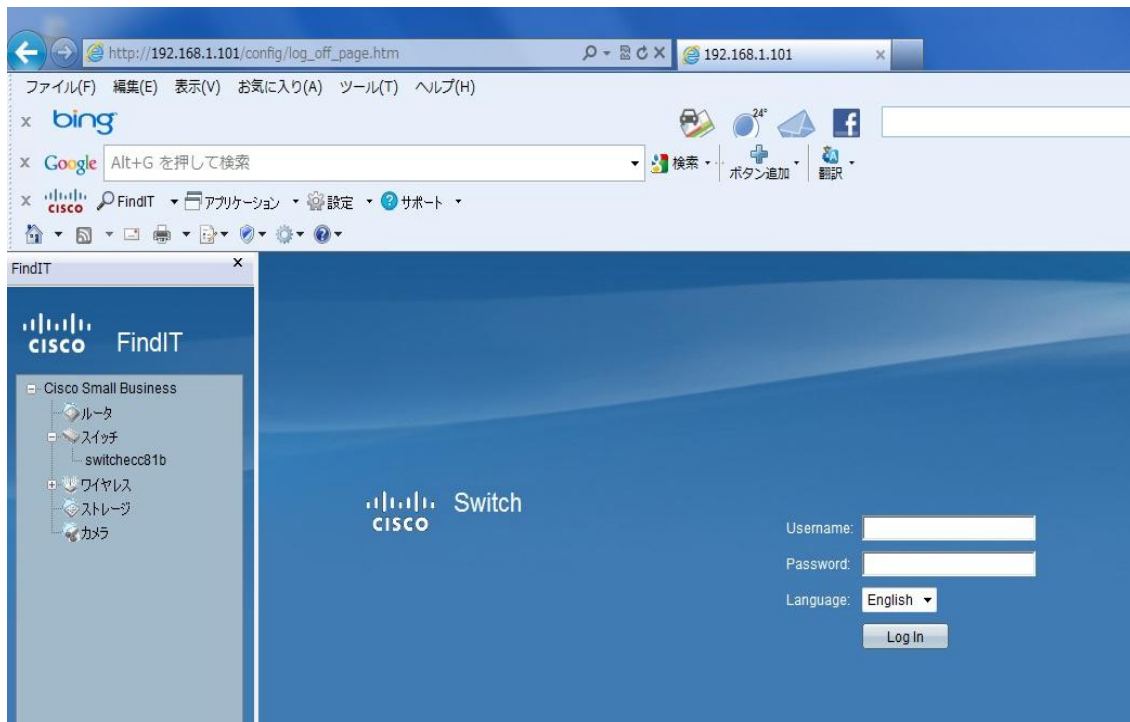 http://192.168.1.101/config/log_off_page.htm
192.168.1.101
ファイル(F) 編集(E) 表示(V) お気に入り(A) ツール(T) ヘルプ(H)
x bing 24°
x Google Alt+G を押して検索 検索 ボタン追加 翻訳
x cisco FindIT アプリケーション 設定 サポート
FindIT x
cisco FindIT
Cisco Small Business
ルータ
スイッチ
switchecc81b
ワイヤレス
ストレージ
カメラ
cisco Switch
Username:
Password:
Language: English
Log In